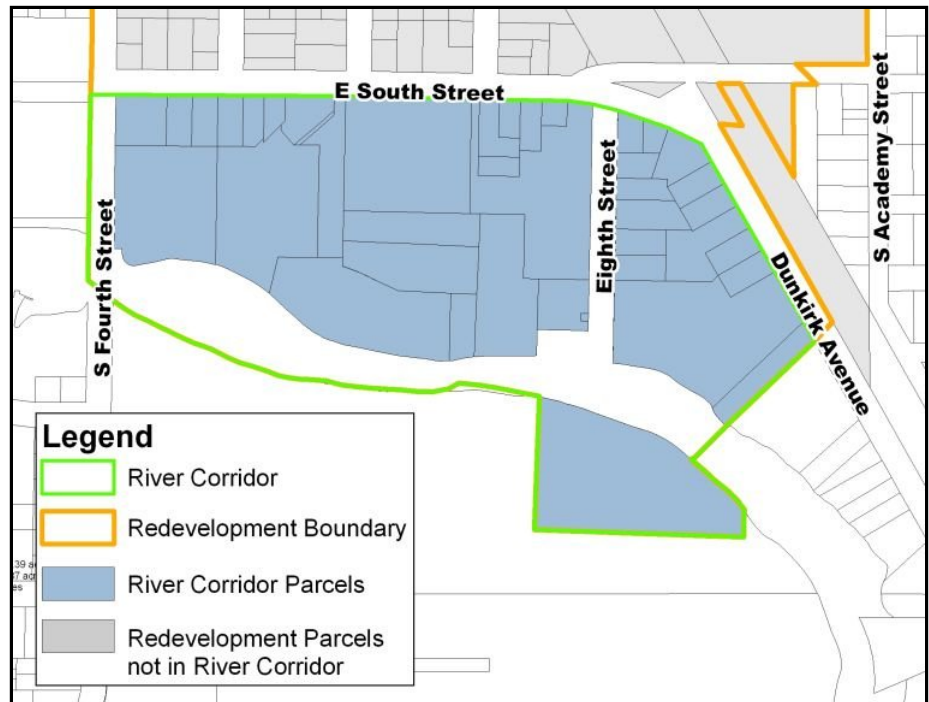 E South Street
S Academy Street
Eighth Street
S Fourth Street
Dunkirk Avenue
Legend
River Corridor
Redevelopment Boundary
River Corridor Parcels
Redevelopment Parcels
not in River Corridor